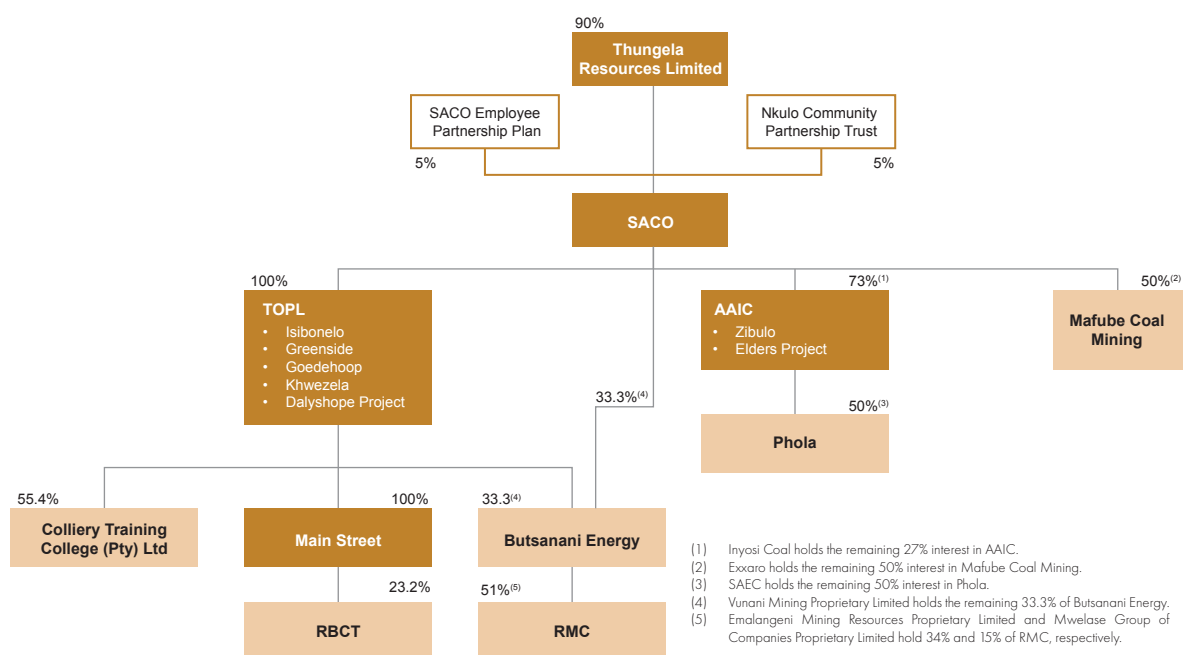 90%
Thungela
Resources Limited
SACO Employee
Partnership Plan
Nkulo Community
Partnership Trust
5%
5%
SACO
100%
73%(1)
50%(2)
TOPL
• Isibonelo
• Greenside
• Goedehoop
• Khwezela
• Dalyshope Project
AAIC
• Zibulo
• Elders Project
Mafube Coal
Mining
33.3%(4)
50%(3)
Phola
55.4%
100%
33.3(4)
Colliery Training
College (Pty) Ltd
Main Street
Butsanani Energy
23.2%
51%(5)
RBCT
RMC
(1) Inyosi Coal holds the remaining 27% interest in AAIC.
(2) Exxaro holds the remaining 50% interest in Mafube Coal Mining.
(3) SAEC holds the remaining 50% interest in Phola.
(4) Vunani Mining Proprietary Limited holds the remaining 33.3% of Butsanani Energy.
(5) Emalangeni Mining Resources Proprietary Limited and Mwelase Group of
Companies Proprietary Limited hold 34% and 15% of RMC, respectively.